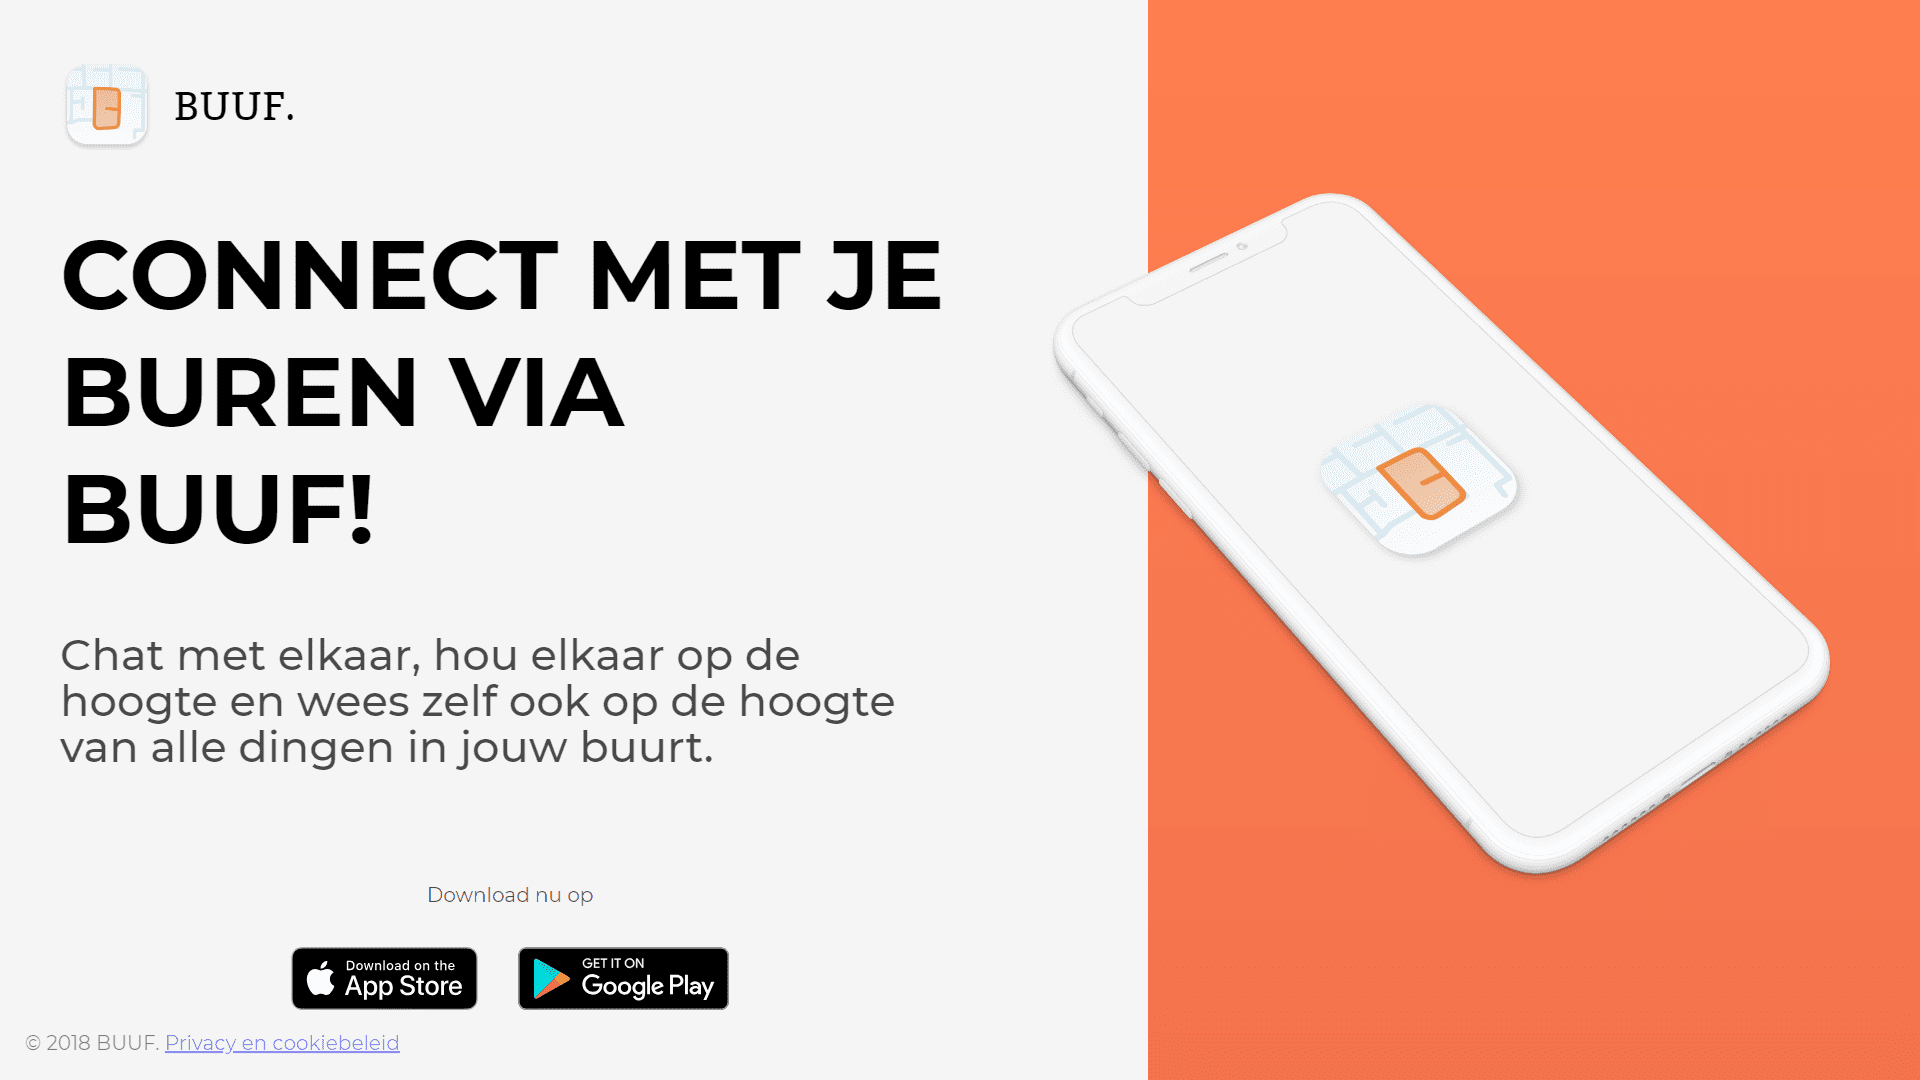 BUUF.
CONNECT MET JE
BUREN VIA
BUUF!
Chat met elkaar, hou elkaar op de
hoogte en wees zelf ook op de hoogte
van alle dingen in jouw buurt.
Download nu op
Download on the
App Store
GET IT ON
Google Play
© 2018 BUUF. Privacy en cookiebeleid